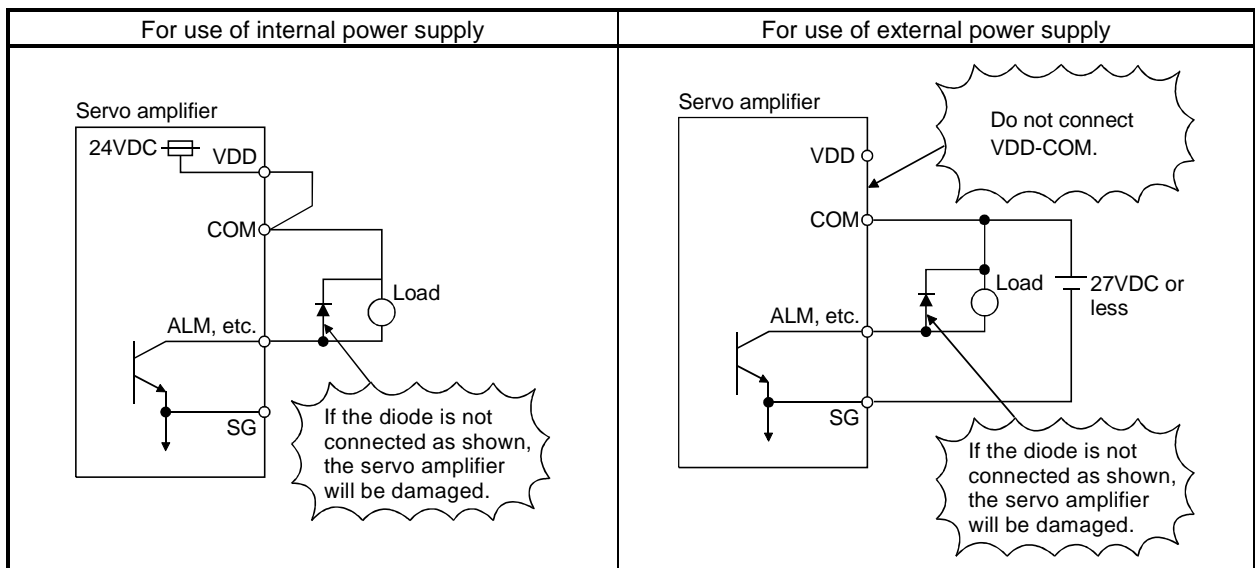 For use of internal power supply
For use of external power supply
Servo amplifier
24VDC
VDD
COM
Load
ALM, etc.
SG
If the diode is not
connected as shown,
the servo amplifier
will be damaged.
Servo amplifier
Do not connect
VDD-COM.
VDD
COM
Load
27VDC or
less
ALM, etc.
SG
If the diode is not
connected as shown,
the servo amplifier
will be damaged.